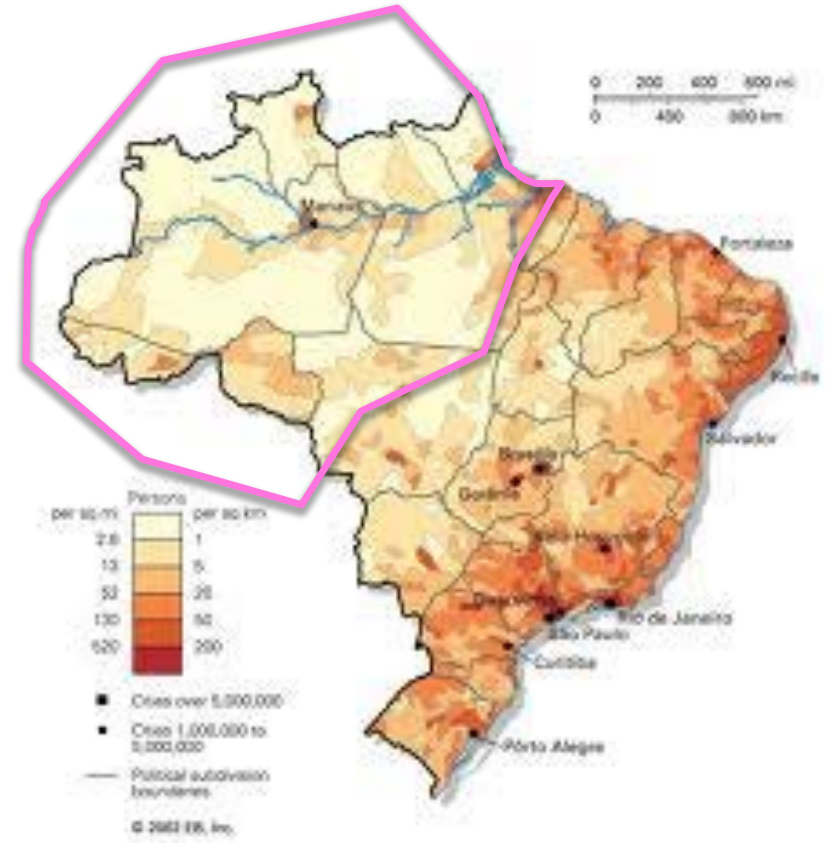 0 200 400 600 mi
0 400 800 km
Manaus
Fortaleza
Recife
Salvador
Brasília
Goiânia
Belo Horizonte
Rio de Janeiro
São Paulo
Curitiba
Pôrto Alegre
Persons
per sq mi per sq km
2.6 1
13 5
52 20
130 50
520 200
Cities over 5,000,000
Cities 1,000,000 to
5,000,000
Political subdivision
boundaries
© 2002 EB, Inc.